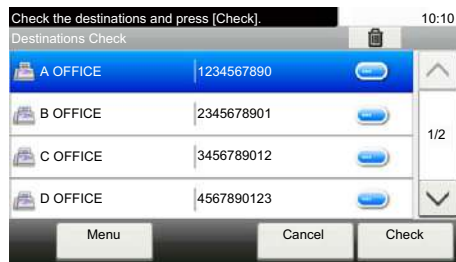 Check the destinations and press [Check]. 10:10
Destinations Check
A OFFICE 1234567890
B OFFICE 2345678901
1/2
C OFFICE 3456789012
D OFFICE 4567890123
Menu Cancel Check